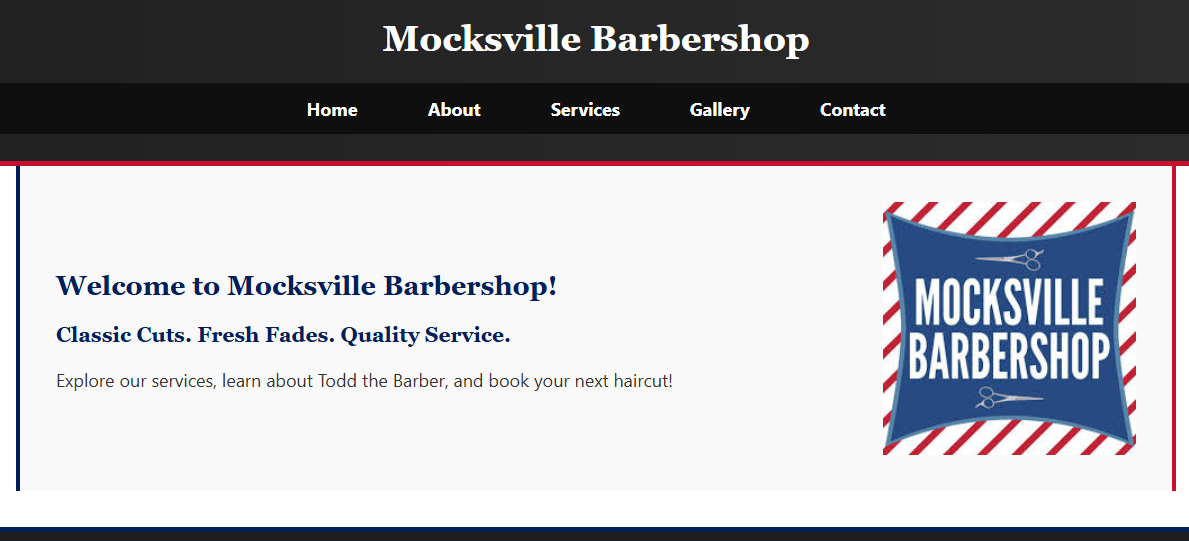 Mocksville Barbershop
Home About Services Gallery Contact
Welcome to Mocksville Barbershop!
Classic Cuts. Fresh Fades. Quality Service.
Explore our services, learn about Todd the Barber, and book your next haircut!
MOCKSVILLE
BARBERSHOP